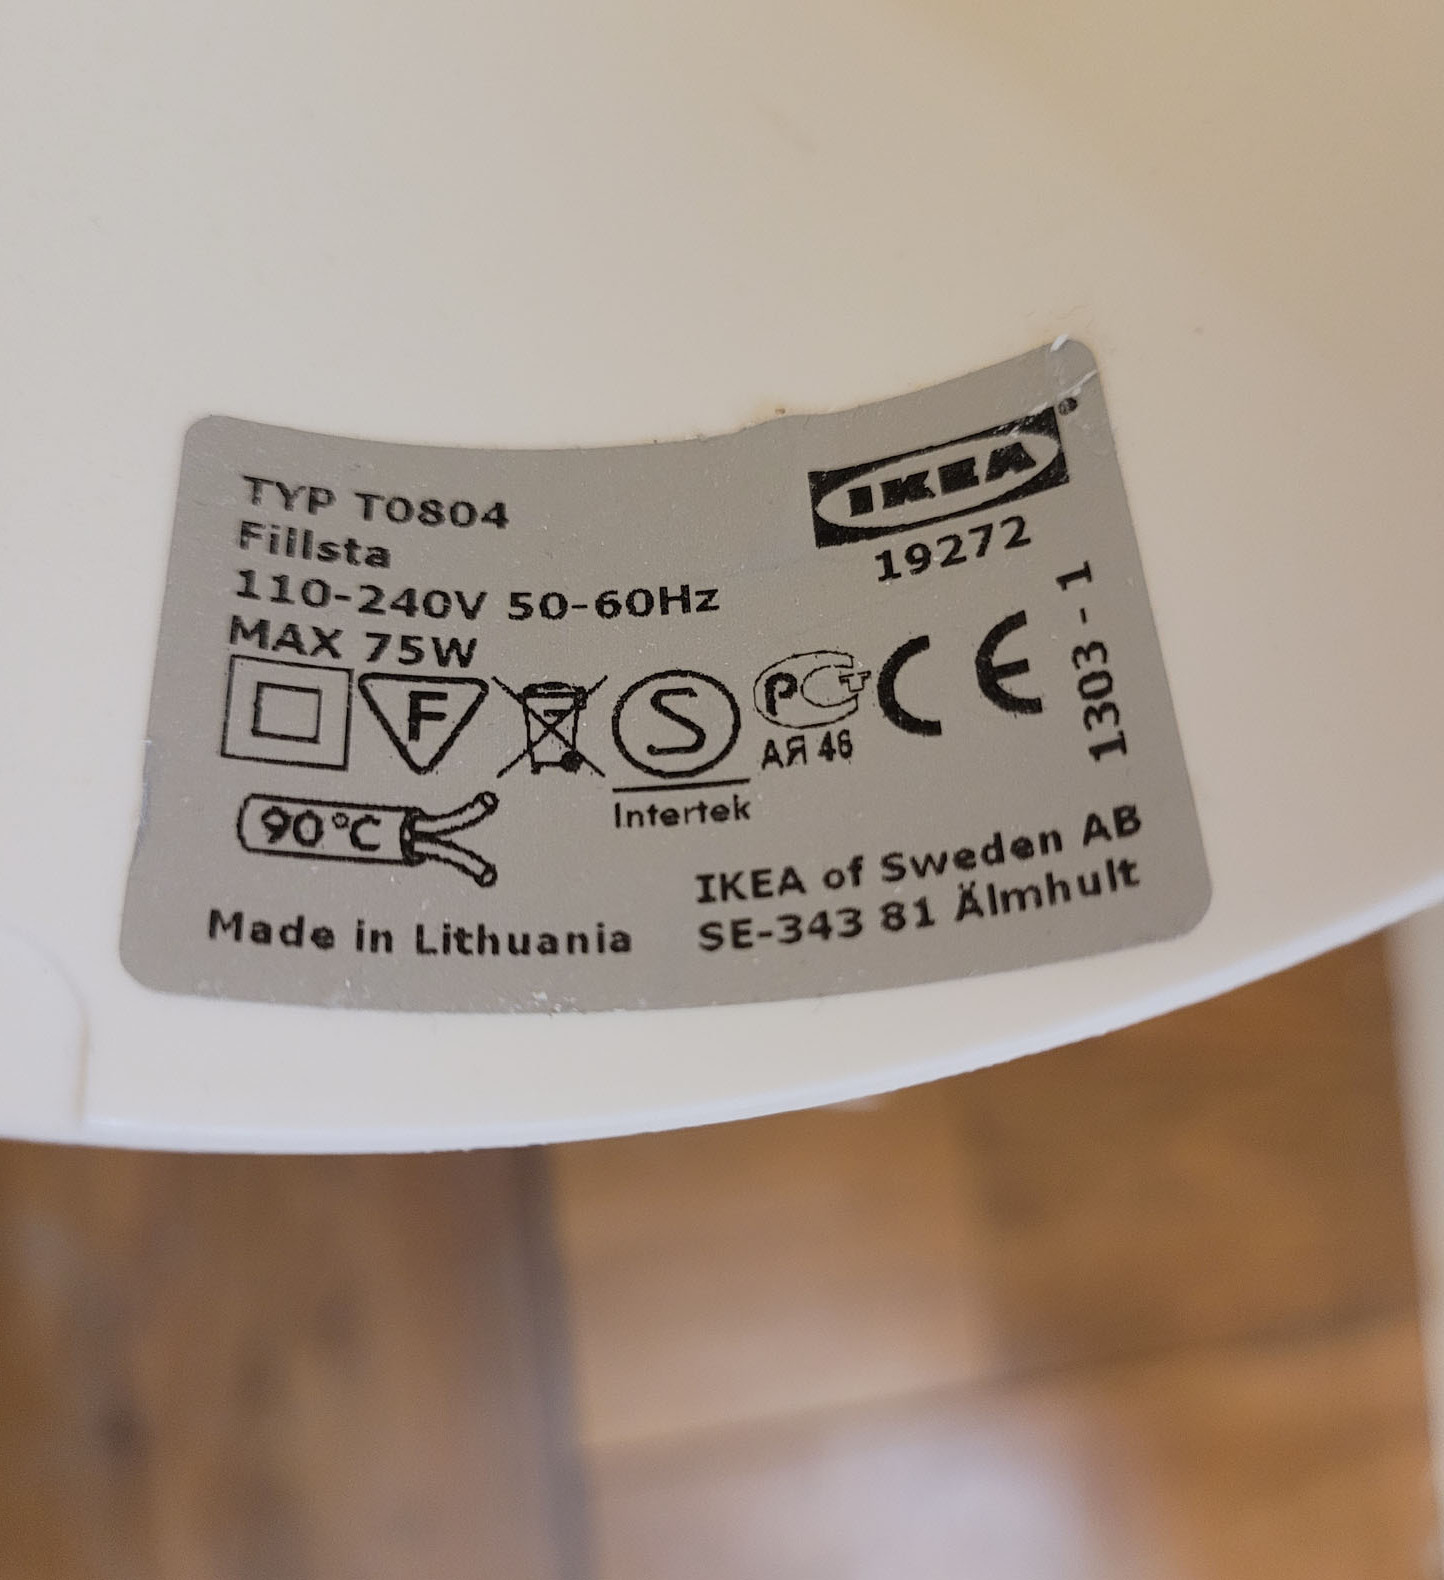 TYP T0804
Fillsta
110-240V 50-60Hz
MAX 75W
IKEA®
19272
1303-1
F
S
Intertek
РСТ
АЯ 46
CE
90°C
Made in Lithuania
IKEA of Sweden AB
SE-343 81 Älmhult